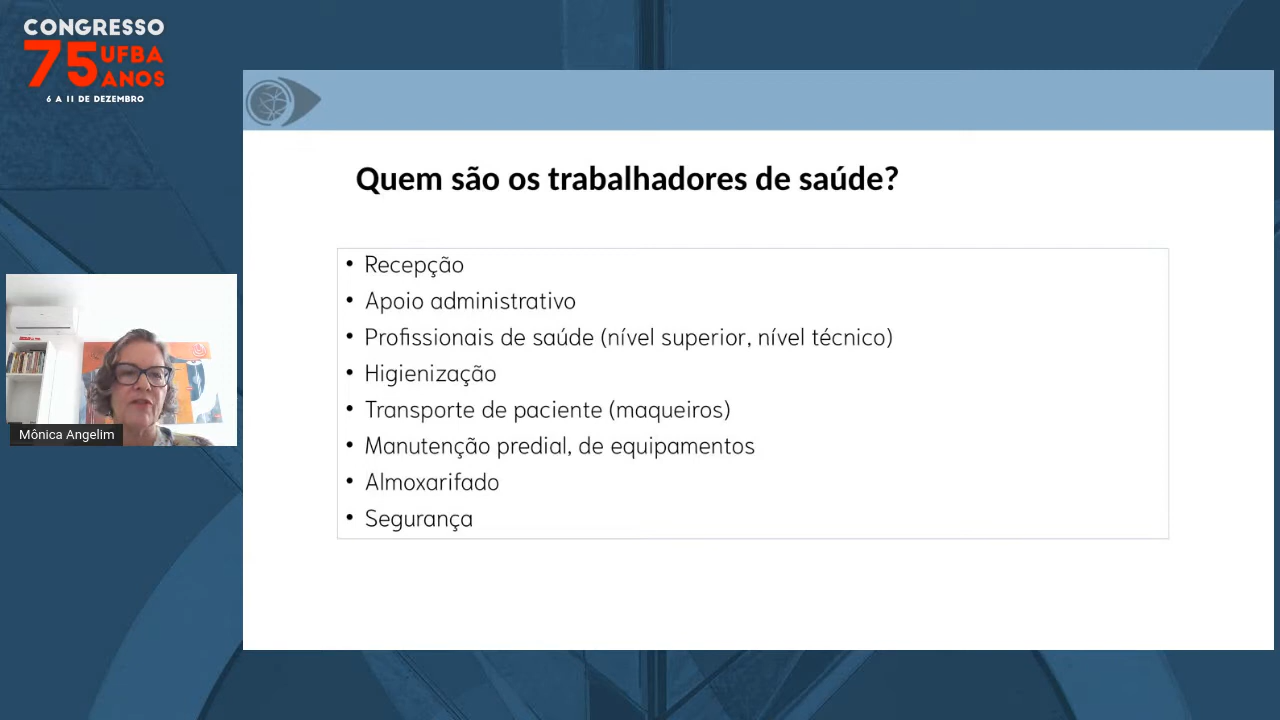 CONGRESSO
75 UFBA
ANOS
6 A 11 DE DEZEMBRO
Quem são os trabalhadores de saúde?
• Recepção
• Apoio administrativo
• Profissionais de saúde (nível superior, nível técnico)
• Higienização
• Transporte de paciente (maqueiros)
• Manutenção predial, de equipamentos
• Almoxarifado
• Segurança
Mônica Angelim